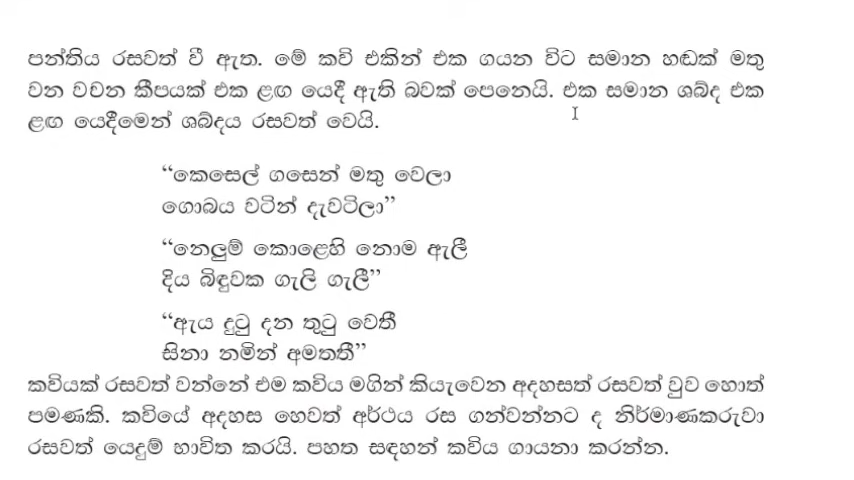 පන්තිය රසවත් වී ඇත. මේ කවි එකින් එක ගයන විට සමාන හඬක් මතු
වන වචන කීපයක් එක ළඟ යෙදී ඇති බවක් පෙනෙයි. එක සමාන ශබ්ද එක
ළඟ යෙදීමෙන් ශබ්දය රසවත් වෙයි.
“කෙසෙල් ගසෙන් මතු වෙලා
ගොබය වටින් දැවටිලා”
“නෙලුම් කොළෙහි නොම ඇලී
දිය බිඳුවක ගැලි ගැලී”
“ඇය දුටු දන තුටු වෙතී
සිනා නමින් අමතතී”
කවියක් රසවත් වන්නේ එම කවිය මගින් කියැවෙන අදහසත් රසවත් වුව හොත්
පමණකි. කවියේ අදහස හෙවත් අර්ථය රස ගන්වන්නට ද නිර්මාණකරුවා
රසවත් යෙදුම් භාවිත කරයි. පහත සඳහන් කවිය ගායනා කරන්න.